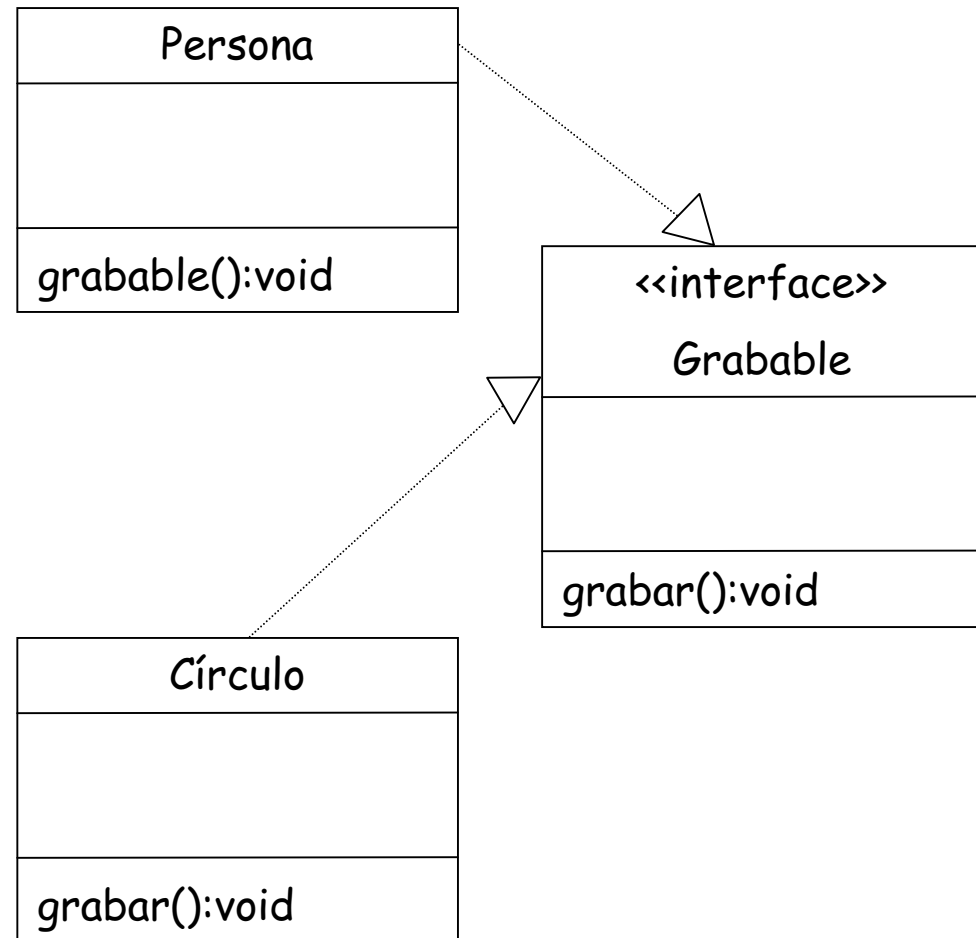 Persona
grabable():void
<<interface>>
Grabable
grabar():void
Círculo
grabar():void